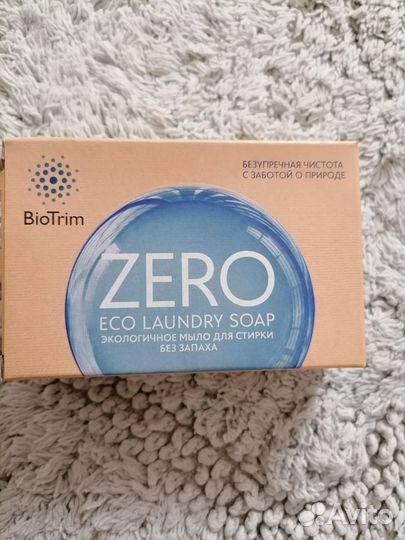 BioTrim
БЕЗУПРЕЧНАЯ ЧИСТОТА
С ЗАБОТОЙ О ПРИРОДЕ
ZERO
ECO LAUNDRY SOAP
ЭКОЛОГИЧНОЕ МЫЛО ДЛЯ СТИРКИ
БЕЗ ЗАПАХА
Avito